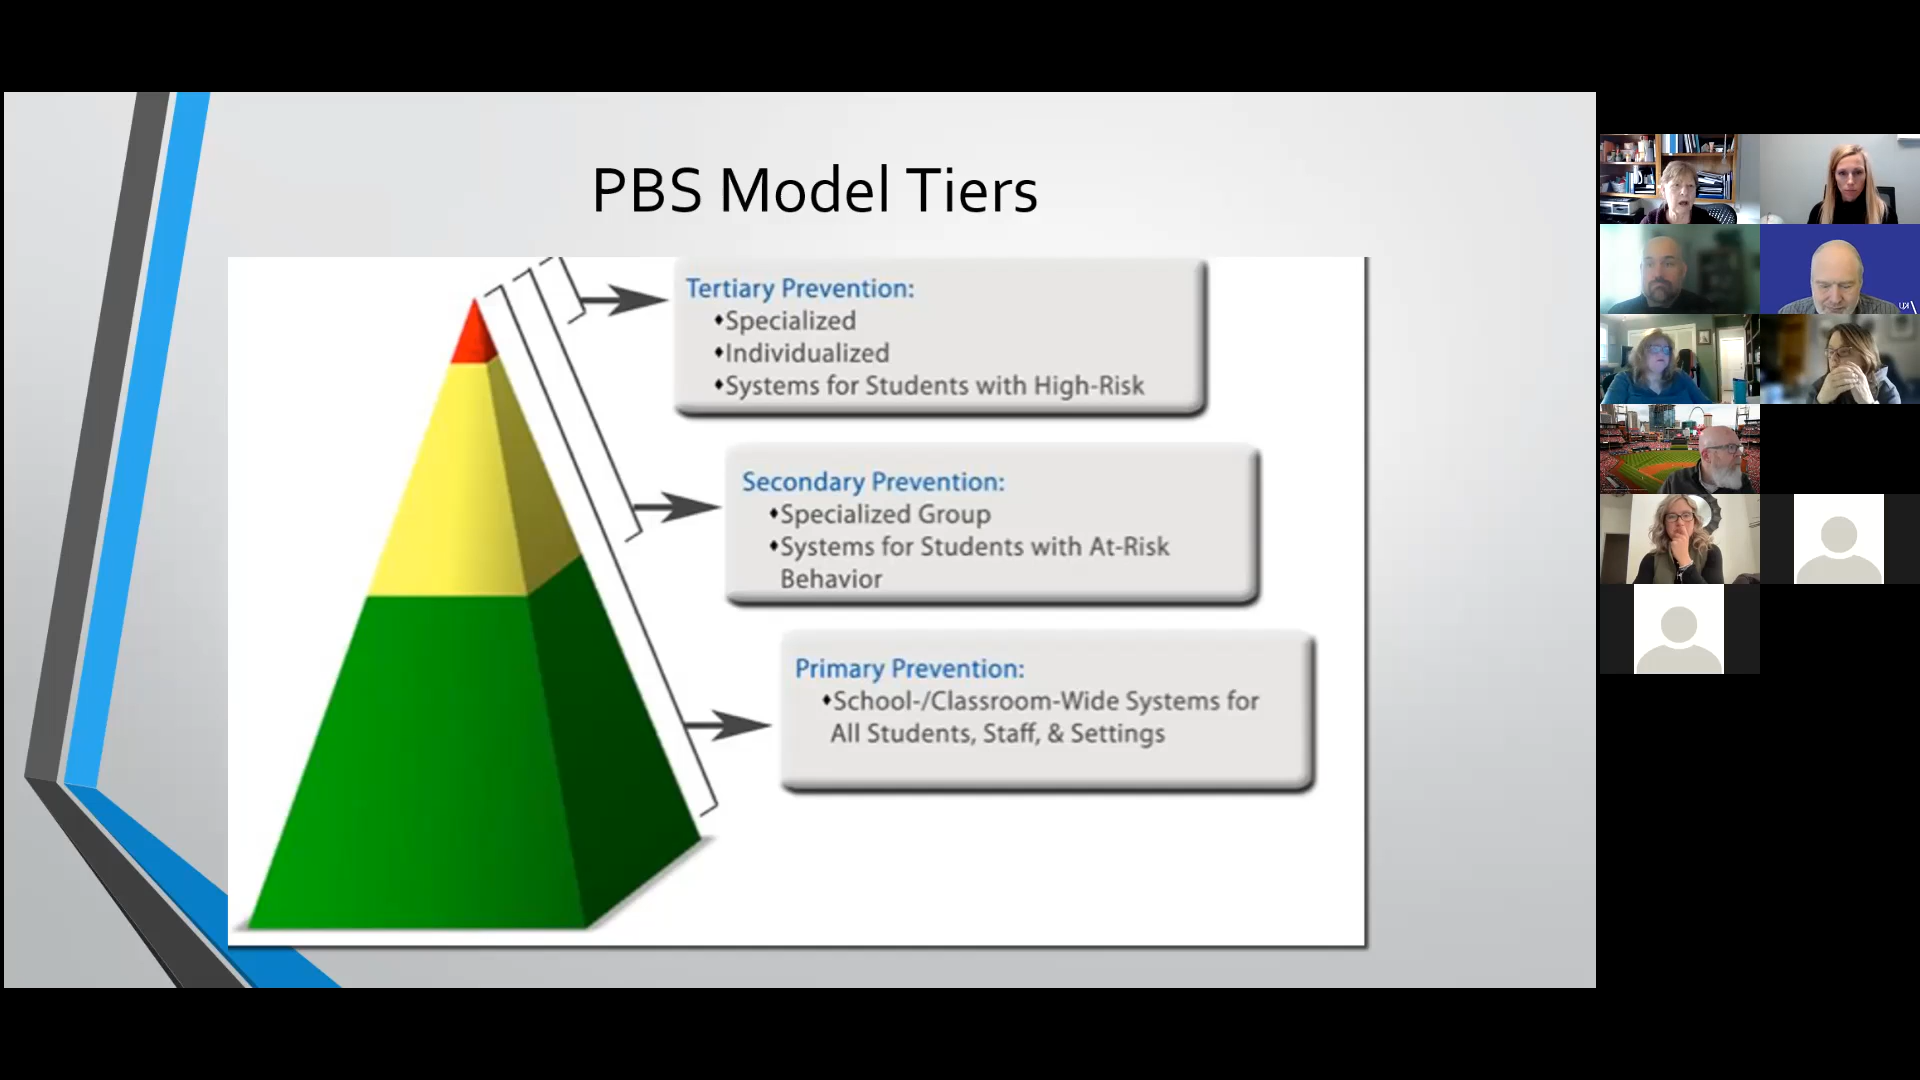 PBS Model Tiers
Tertiary Prevention:
♦Specialized
♦Individualized
♦Systems for Students with High-Risk
Secondary Prevention:
♦Specialized Group
♦Systems for Students with At-Risk
Behavior
Primary Prevention:
♦School-/Classroom-Wide Systems for
All Students, Staff, & Settings